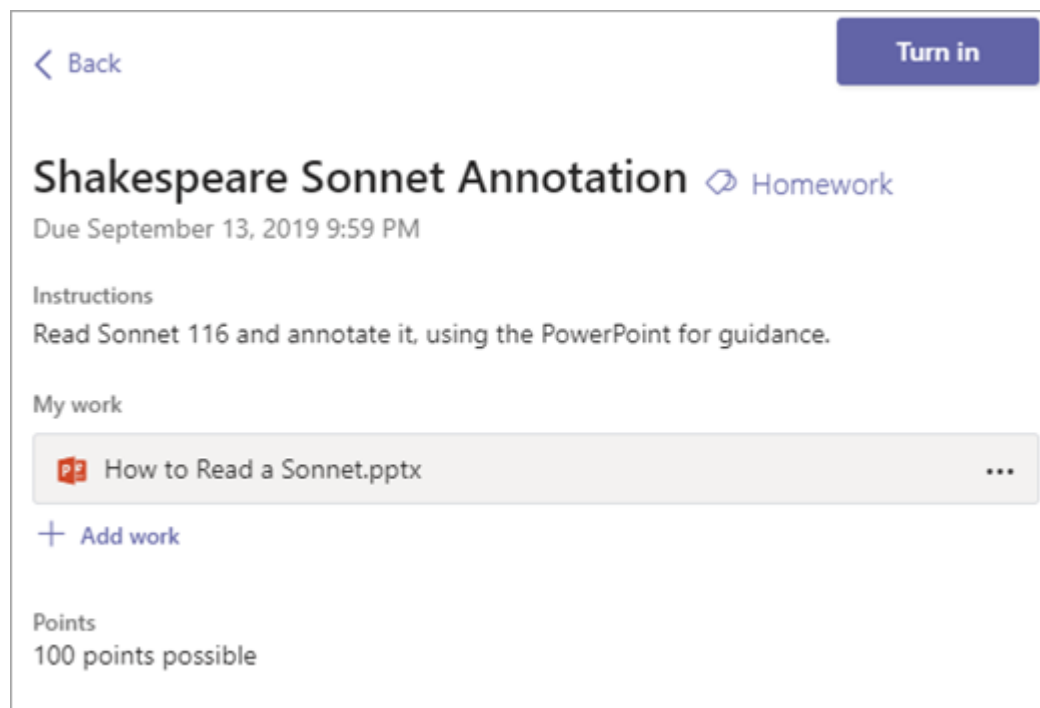 Back
Turn in
Shakespeare Sonnet Annotation Homework
Due September 13, 2019 9:59 PM
Instructions
Read Sonnet 116 and annotate it, using the PowerPoint for guidance.
My work
How to Read a Sonnet.pptx
Add work
Points
100 points possible